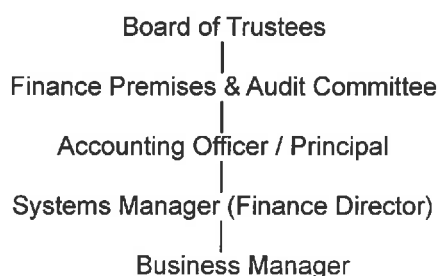 Board of Trustees
Finance Premises & Audit Committee
Accounting Officer / Principal
Systems Manager (Finance Director)
Business Manager